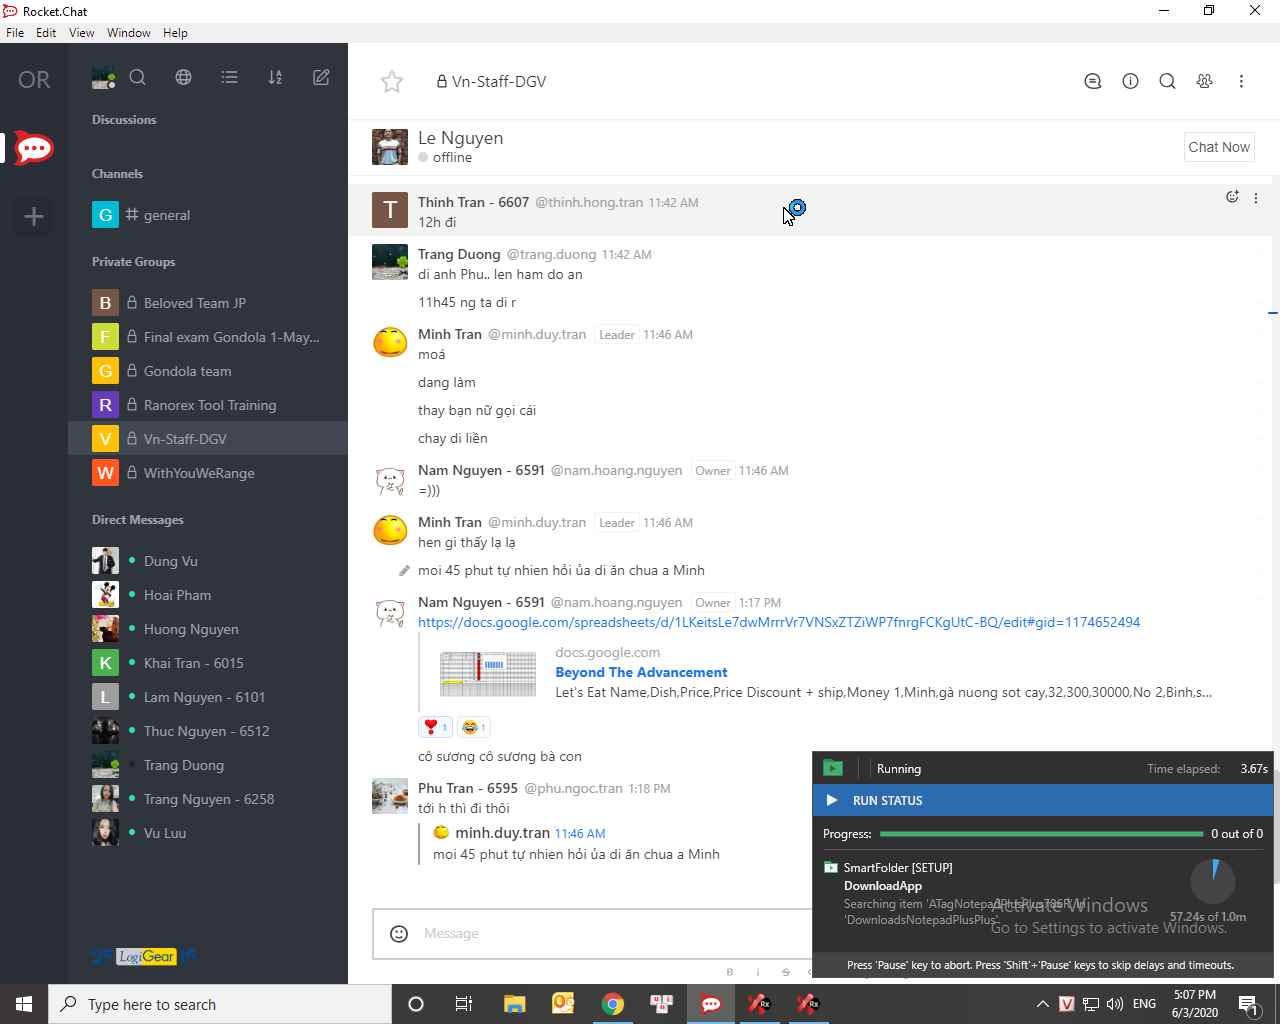 Rocket.Chat
File Edit View Window Help
OR
Discussions
Channels
G general
Private Groups
B Beloved Team JP
F Final exam Gondola 1-May...
G Gondola team
R Ranorex Tool Training
V Vn-Staff-DGV
W WithYouWeRange
Direct Messages
Dung Vu
Hoai Pham
Huong Nguyen
K Khai Tran - 6015
L Lam Nguyen - 6101
Thuc Nguyen - 6512
Trang Duong
Trang Nguyen - 6258
Vu Luu
LogiGear
Vn-Staff-DGV
Le Nguyen
offline
Chat Now
T Thinh Tran - 6607 @thinh.hong.tran 11:42 AM
12h đi
Trang Duong @trang.duong 11:42 AM
di anh Phu.. len ham do an
11h45 ng ta di r
Minh Tran @minh.duy.tran Leader 11:46 AM
moá
dang làm
thay bạn nữ gọi cái
chay di liền
Nam Nguyen - 6591 @nam.hoang.nguyen Owner 11:46 AM
=)))
Minh Tran @minh.duy.tran Leader 11:46 AM
hen gi thấy lạ lạ
moi 45 phut tự nhien hỏi ủa di ăn chua a Minh
Nam Nguyen - 6591 @nam.hoang.nguyen Owner 1:17 PM
https://docs.google.com/spreadsheets/d/1LKeitsLe7dwMrrrVr7VNSxZTZiWP7fnrgFCKgUtC-BQ/edit#gid=1174652494
docs.google.com
Beyond The Advancement
Let's Eat Name,Dish,Price,Price Discount + ship,Money 1,Minh,gà nuong sot cay,32,300,30000,No 2,Binh,s...
1 1
cô sương cô sương bà con
Phu Tran - 6595 @phu.ngoc.tran 1:18 PM
tới h thì đi thôi
minh.duy.tran 11:46 AM
moi 45 phut tự nhien hỏi ủa di ăn chua a Minh
Message
B i S
Running Time elapsed: 3.67s
RUN STATUS
Progress: 0 out of 0
SmartFolder [SETUP]
DownloadApp
Searching item 'ATagNotepadPlusPlus786R' in
'DownloadsNotepadPlusPlus'.
57.24s of 1.0m
Activate Windows
Go to Settings to activate Windows.
Press 'Pause' key to abort. Press 'Shift'+'Pause' keys to skip delays and timeouts.
Type here to search
Rx Rx
V ENG
5:07 PM
6/3/2020
1